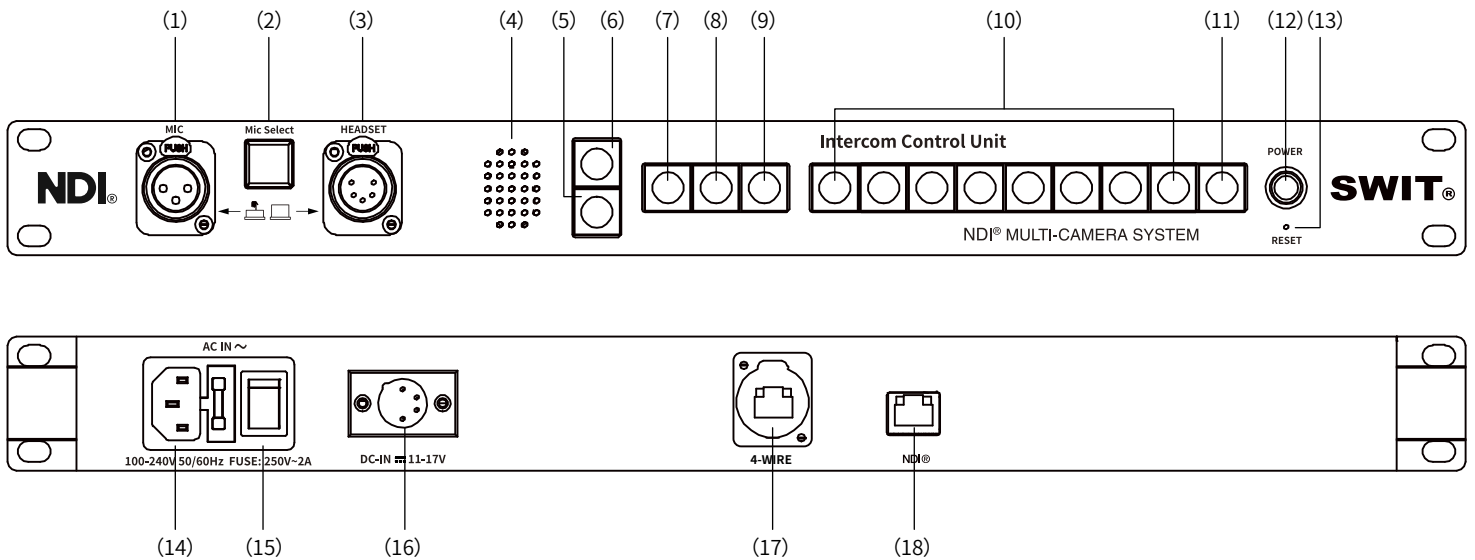 (1) (2) (3) (4) (5) (6) (7) (8) (9) (10) (11) (12) (13)
MIC Mic Select HEADSET
PUSH PUSH
Intercom Control Unit
POWER
NDI® SWIT®
NDI® MULTI-CAMERA SYSTEM
RESET
AC IN ~
100-240V 50/60Hz FUSE: 250V~2A
DC-IN ⎓ 11-17V
4-WIRE
NDI®
(14) (15) (16) (17) (18)